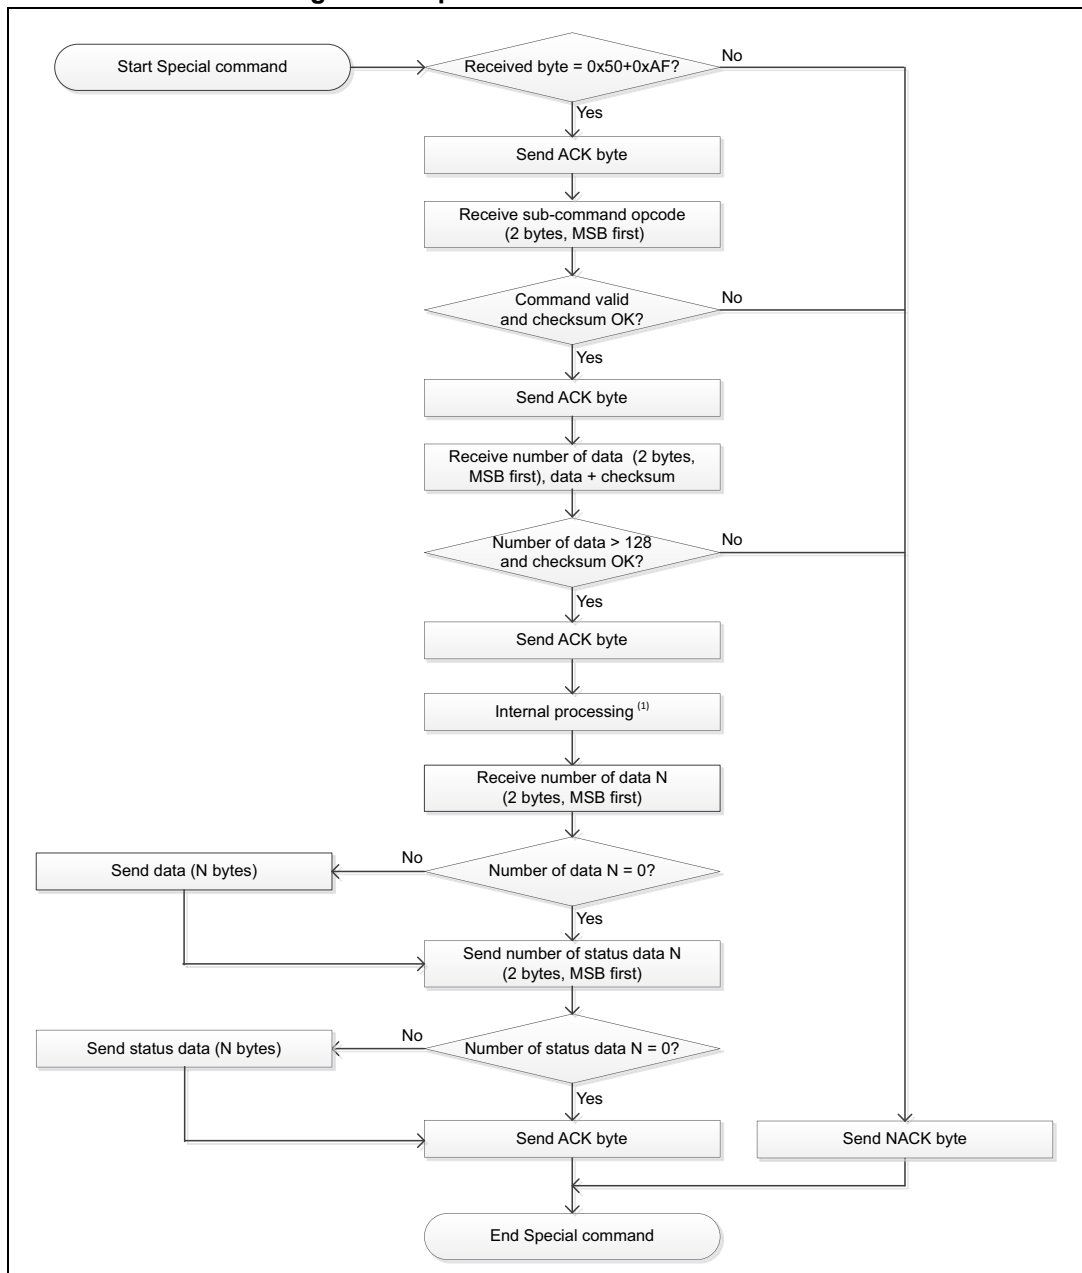 Start Special command
Received byte = 0x50+0xAF?
No
Yes
Send ACK byte
Receive sub-command opcode
(2 bytes, MSB first)
Command valid
and checksum OK?
No
Yes
Send ACK byte
Receive number of data (2 bytes,
MSB first), data + checksum
Number of data > 128
and checksum OK?
No
Yes
Send ACK byte
Internal processing (1)
Receive number of data N
(2 bytes, MSB first)
Number of data N = 0?
No
Send data (N bytes)
Yes
Send number of status data N
(2 bytes, MSB first)
Number of status data N = 0?
No
Send status data (N bytes)
Yes
Send ACK byte
Send NACK byte
End Special command